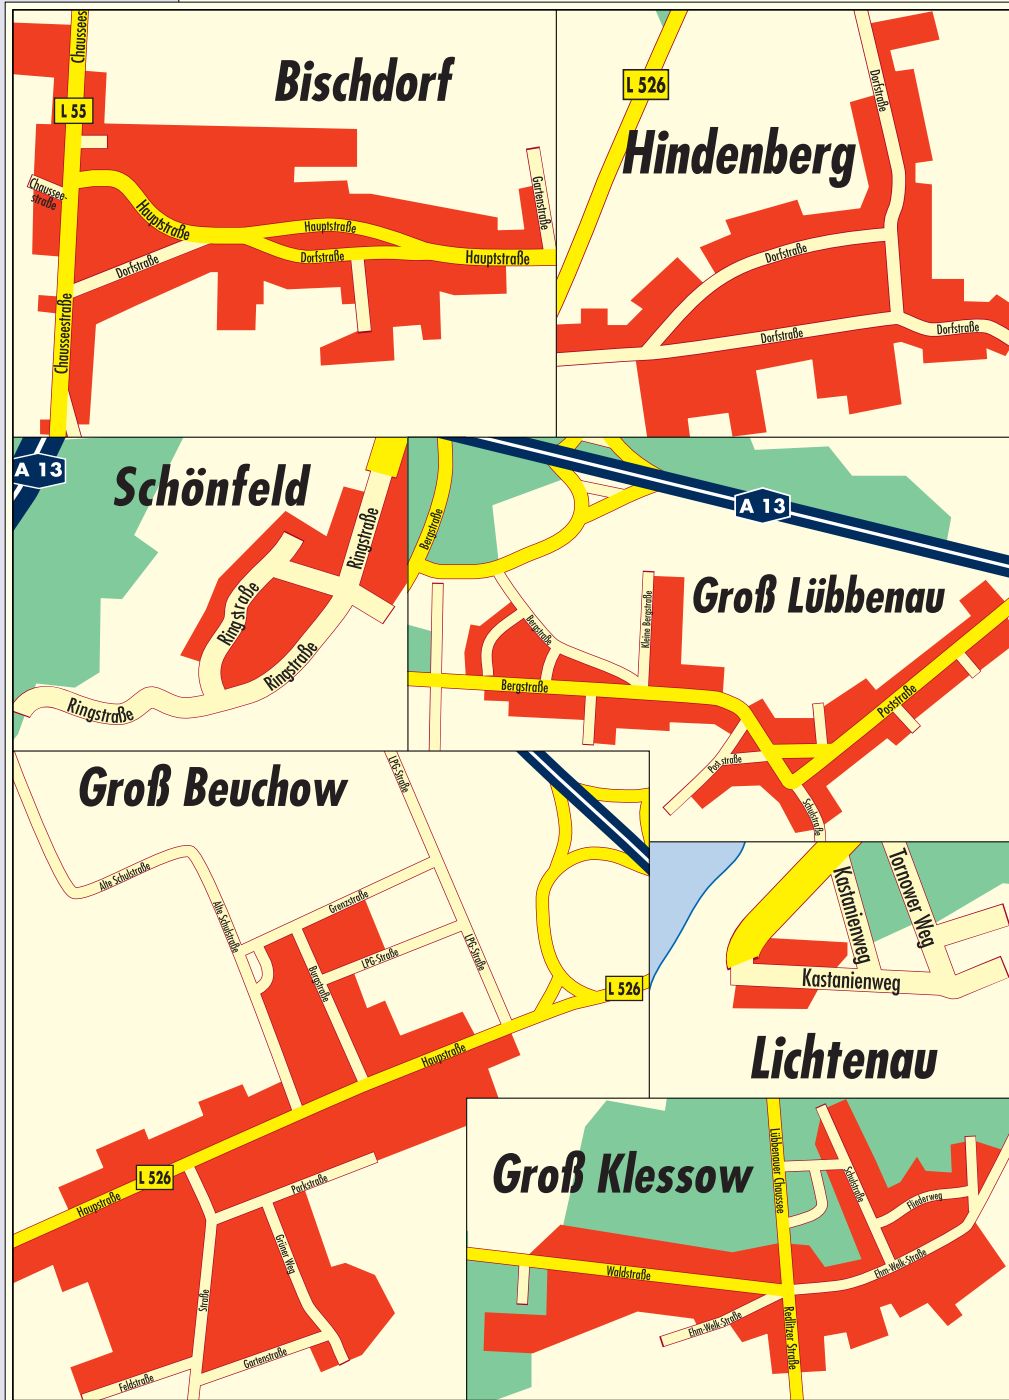 Chaussees
Bischdorf
L 55
Chaussee-
straße
Hauptstraße
Hauptstraße
Gartenstraße
Dorfstraße
Dorfstraße
Hauptstraße
Chausseestraße
L 526
Dorfstraße
Hindenberg
Dorfstraße
Dorfstraße
Dorfstraße
A 13
Schönfeld
Ringstraße
Ringstraße
Ringstraße
Ringstraße
Bergstraße
A 13
Groß Lübbenau
Kleine Bergstraße
Bergstraße
Bergstraße
Poststraße
Poststraße
Schulstraße
Groß Beuchow
LPG-Straße
Alte Schulstraße
Alte Schulstraße
Grenzstraße
LPG-Straße
LPG-Straße
Burgstraße
L 526
Haupstraße
L 526
Haupstraße
Parkstraße
Grüner Weg
Straße
Gartenstraße
Feldstraße
Kastanienweg
Tornower Weg
Kastanienweg
Lichtenau
Groß Klessow
Lübbenauer Chaussee
Schulstraße
Fliederweg
Waldstraße
Ehm-Welk-Straße
Ehm-Welk-Straße
Redlitzer Straße